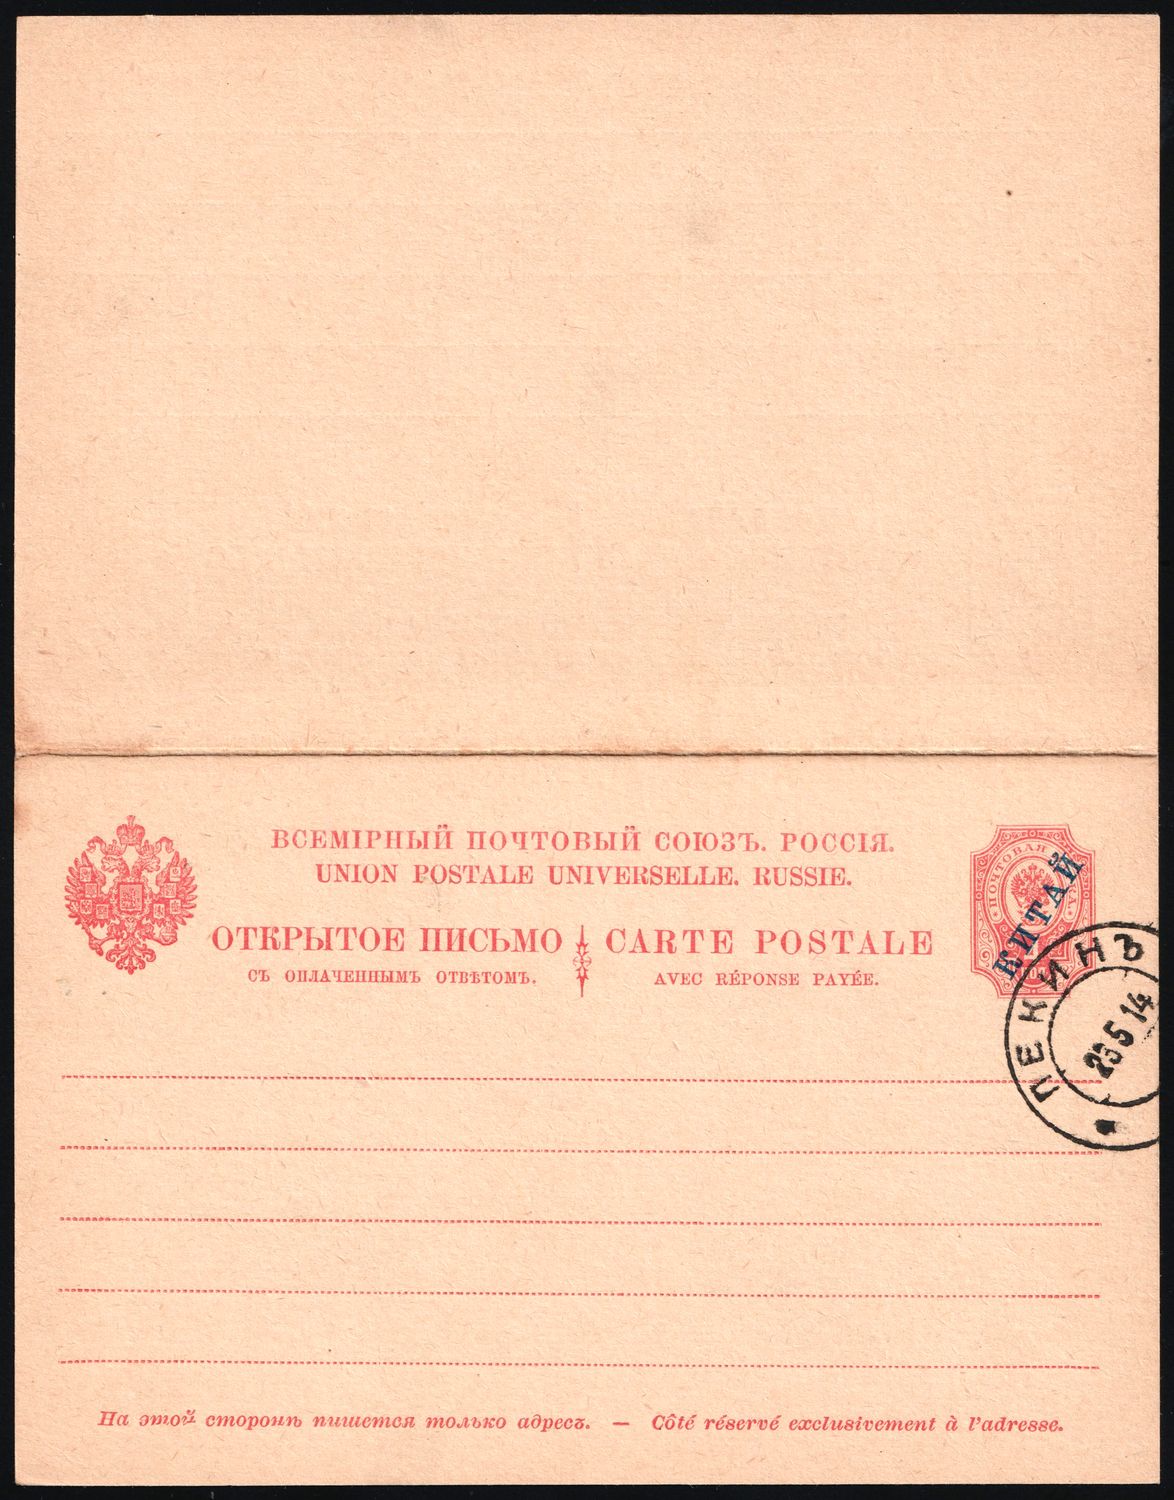 ВСЕМІРНЫЙ ПОЧТОВЫЙ СОЮЗЪ. РОССІЯ.
UNION POSTALE UNIVERSELLE. RUSSIE.
ОТКРЫТОЕ ПИСЬМО CARTE POSTALE
СЪ ОПЛАЧЕННЫМЪ ОТВѢТОМЪ. AVEC RÉPONSE PAYÉE.
ПОЧТОВАЯ
КИТАЙ
ПЕКИНЪ
23 5 14
На этой сторонѣ пишется только адресъ. — Côté réservé exclusivement à l'adresse.